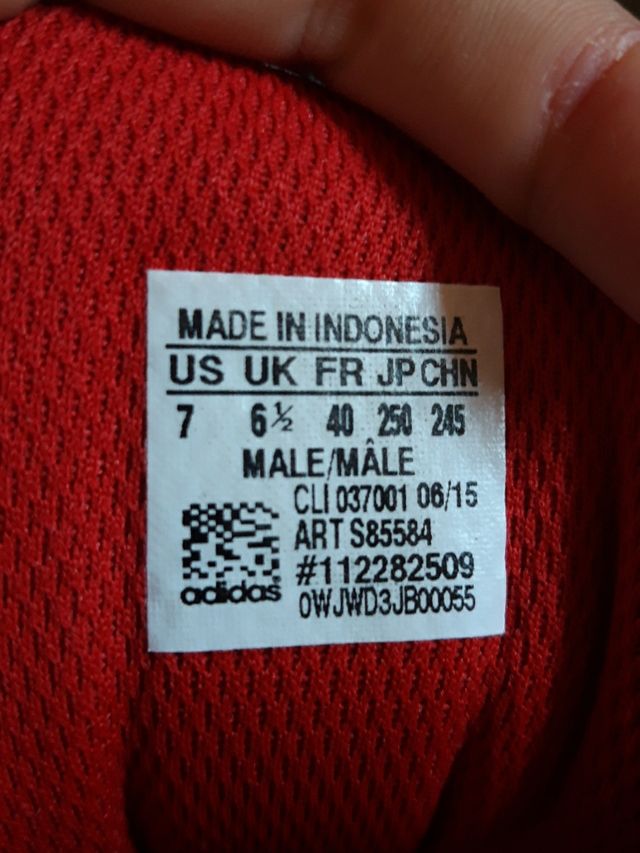 MADE IN INDONESIA
US UK FR JP CHN
7 6½ 40 250 245
MALE/MÂLE
CLI 037001 06/15
ART S85584
#112282509
adidas 0WJWD3JB00055